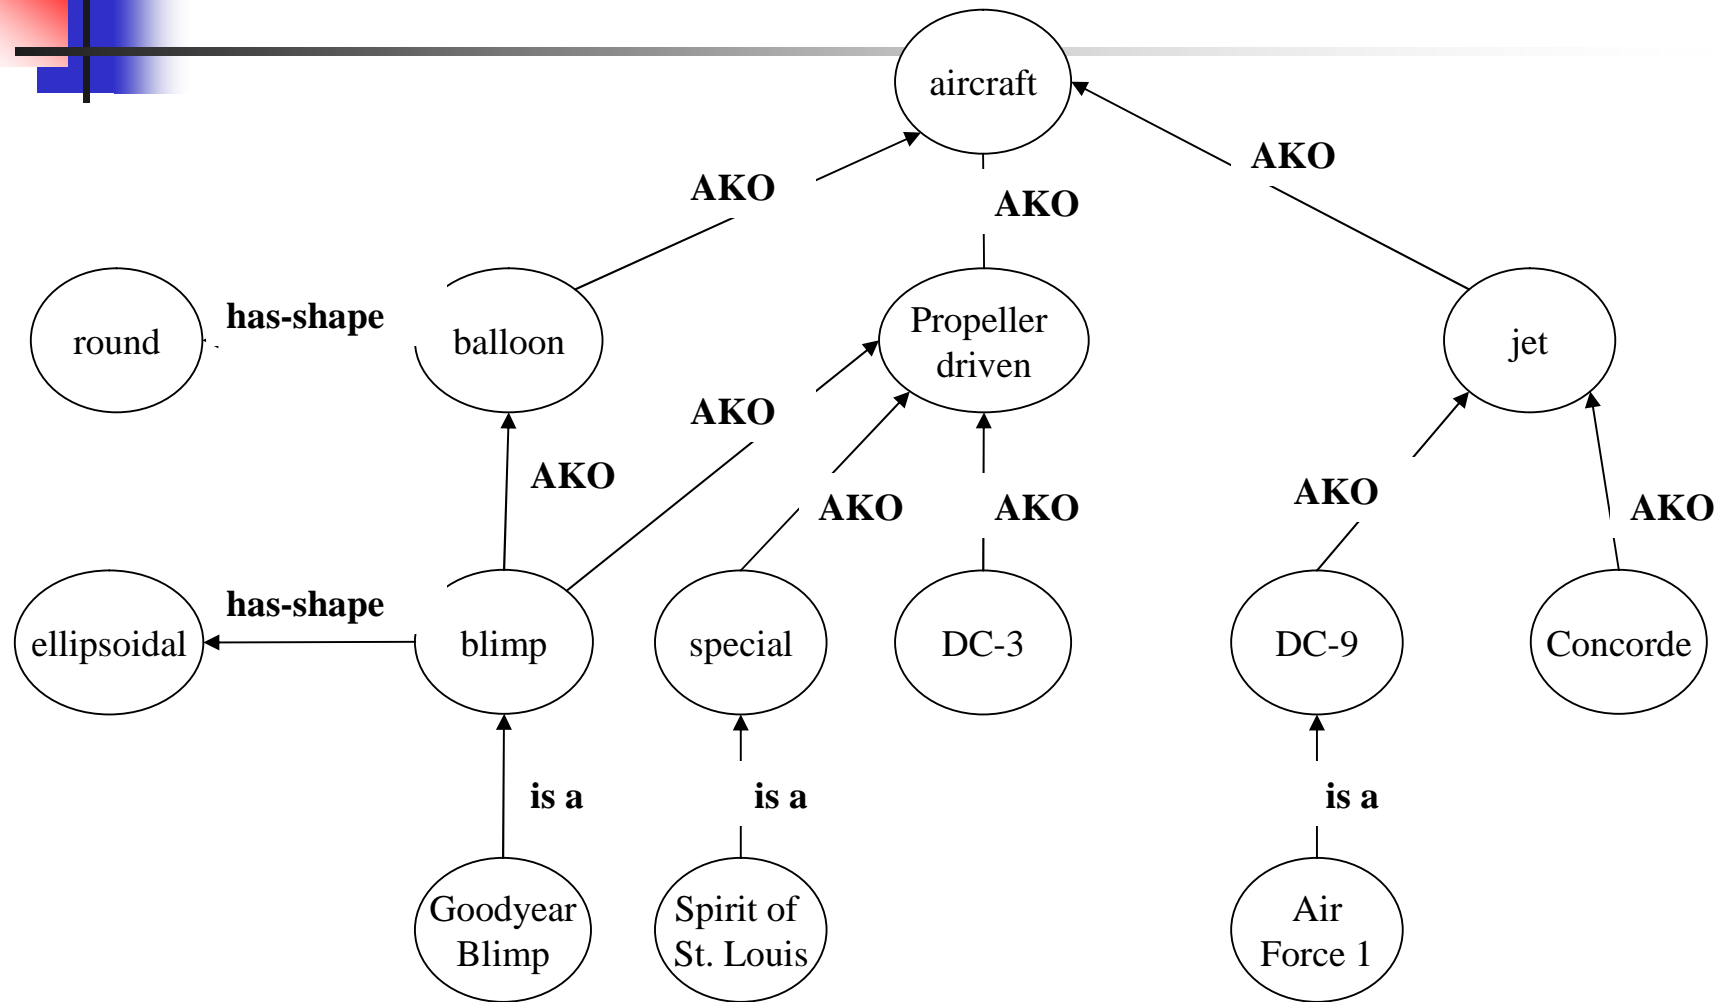 aircraft
AKO
AKO
AKO
round
has-shape
balloon
Propeller
driven
jet
AKO
AKO
AKO
AKO
AKO
AKO
ellipsoidal
has-shape
blimp
special
DC-3
DC-9
Concorde
is a
is a
is a
Goodyear
Blimp
Spirit of
St. Louis
Air
Force 1